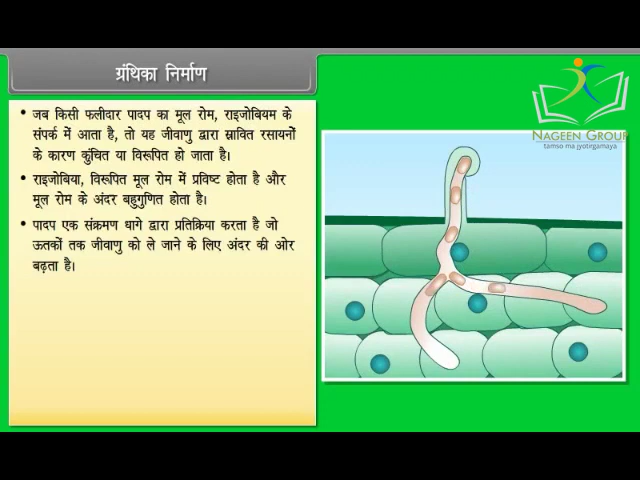 ग्रंथिका निर्माण
NAGEEN GROUP
tamso ma jyotirgamaya
• जब किसी फलीदार पादप का मूल रोम, राइजोबियम के
संपर्क में आता है, तो यह जीवाणु द्वारा स्रावित रसायनों
के कारण कुंचित या विरूपित हो जाता है।
• राइजोबिया, विरूपित मूल रोम में प्रविष्ट होता है और
मूल रोम के अंदर बहुगुणित होता है।
• पादप एक संक्रमण धागे द्वारा प्रतिक्रिया करता है जो
ऊतकों तक जीवाणु को ले जाने के लिए अंदर की ओर
बढ़ता है।